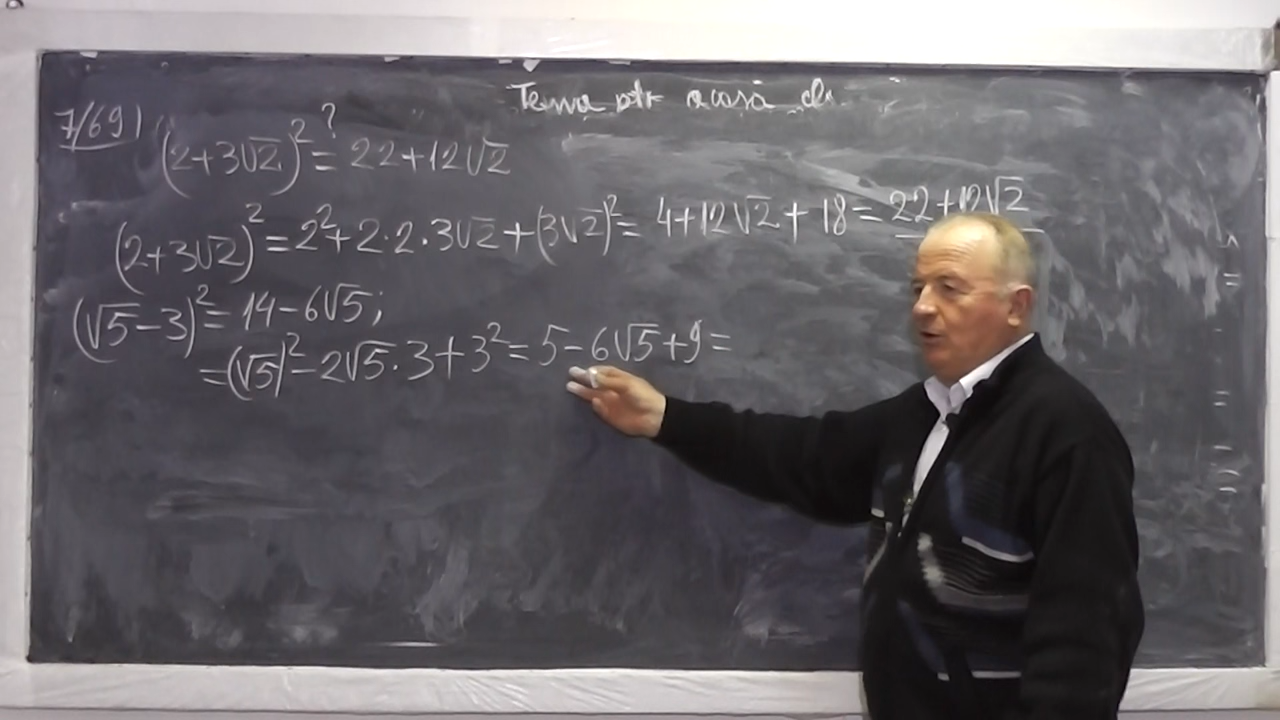 Tema ptr acasă
7/69) (2+3√2)² ≟ 22+12√2
(2+3√2)² = 2²+2·2·3√2+(3√2)² = 4+12√2+18 = 22+12√2
(√5-3)² = 14-6√5;
=(√5)²-2√5·3+3² = 5-6√5+9 =